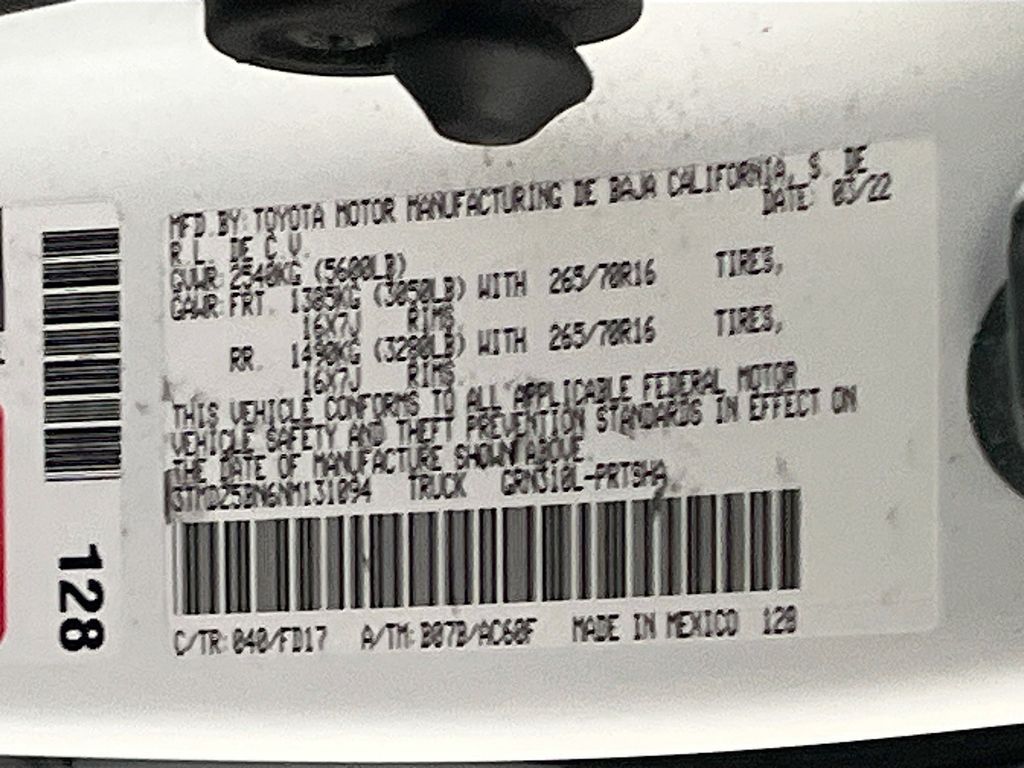 MFD. BY: TOYOTA MOTOR MANUFACTURING DE BAJA CALIFORNIA, S. DE
R.L. DE C.V. DATE: 03/22
GVWR: 2540KG (5600LB)
GAWR: FRT. 1385KG (3050LB) WITH 265/70R16 TIRES,
16X7J RIMS,
RR. 1490KG (3280LB) WITH 265/70R16 TIRES,
16X7J RIMS
THIS VEHICLE CONFORMS TO ALL APPLICABLE FEDERAL MOTOR
VEHICLE SAFETY AND THEFT PREVENTION STANDARDS IN EFFECT ON
THE DATE OF MANUFACTURE SHOWN ABOVE.
3TMDZ5BN6NM131094 TRUCK
C/TR: 040/FD17 A/TM: B07B/AC60F MADE IN MEXICO 128
128